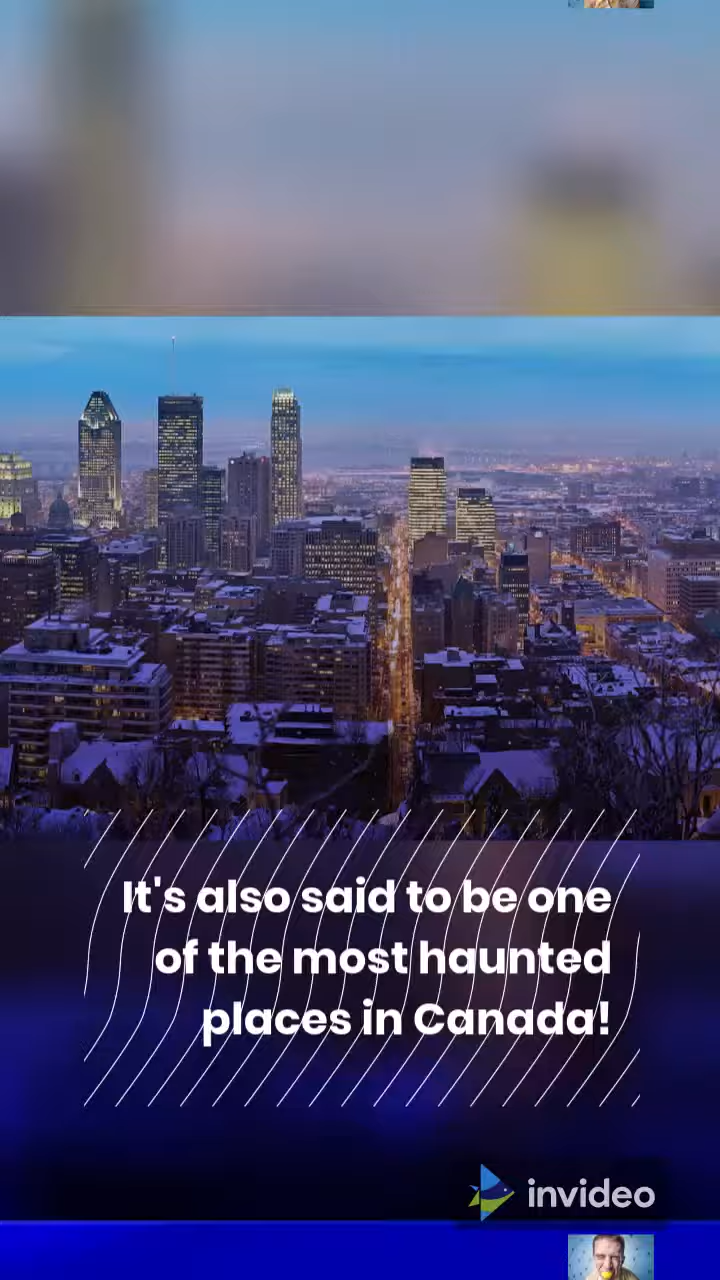 It's also said to be one
of the most haunted
places in Canada!
invideo